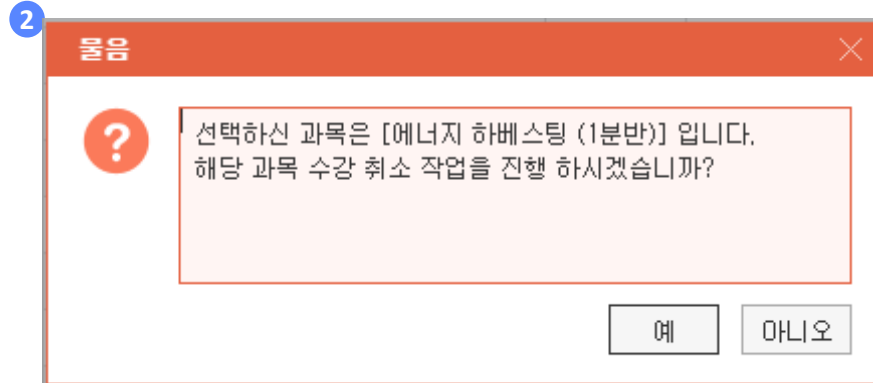 2
물음
선택하신 과목은 [에너지 하베스팅 (1분반)] 입니다.
해당 과목 수강 취소 작업을 진행 하시겠습니까?
예
아니오